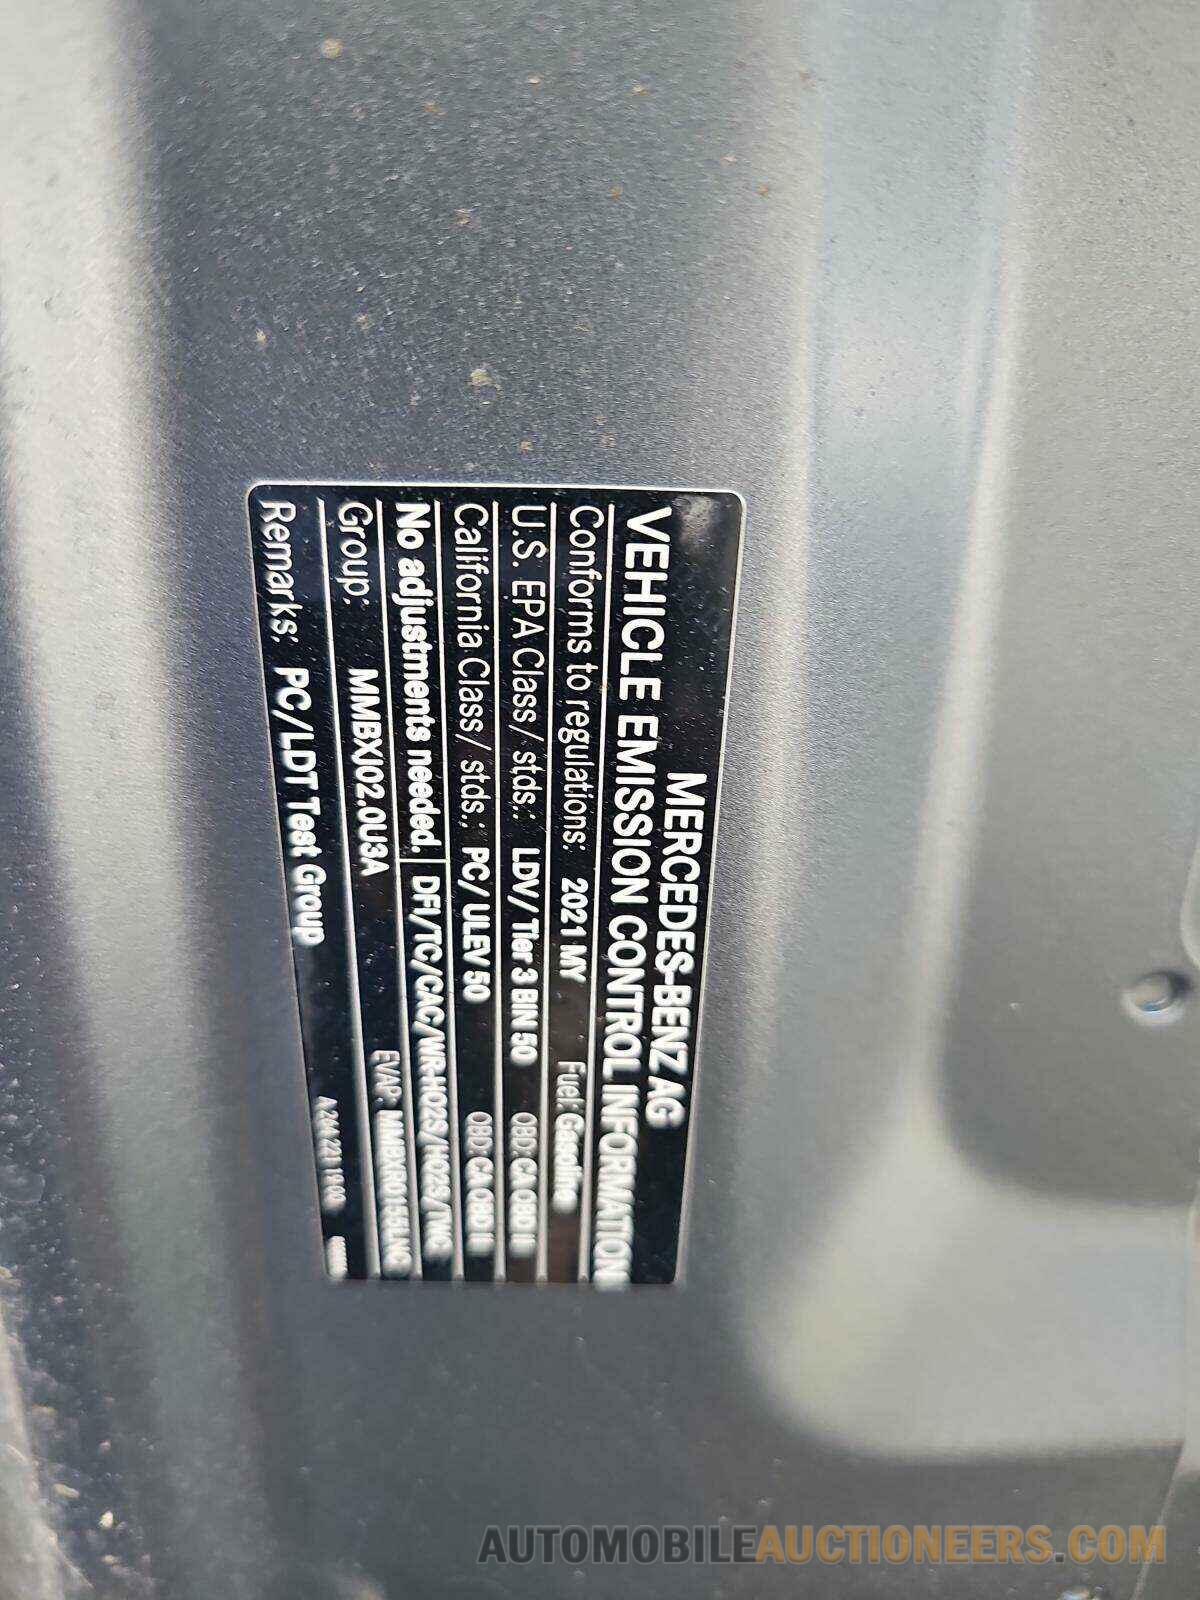 MERCEDES-BENZ AG
VEHICLE EMISSION CONTROL INFORMATION
Conforms to regulations: 2021 MY Fuel: Gasoline
U.S. EPA Class/ stds.: LDV/ Tier 3 BIN 50 OBD: CA OBD II
California Class/ stds.: PC/ ULEV 50 OBD: CA OBD II
No adjustments needed. DFI/TC/CAC/WR-HO2S/HO2S/TWC
Group: MMBXJ02.0U3A EVAP:
Remarks: PC/LDT Test Group
AUTOMOBILEAUCTIONEERS.COM